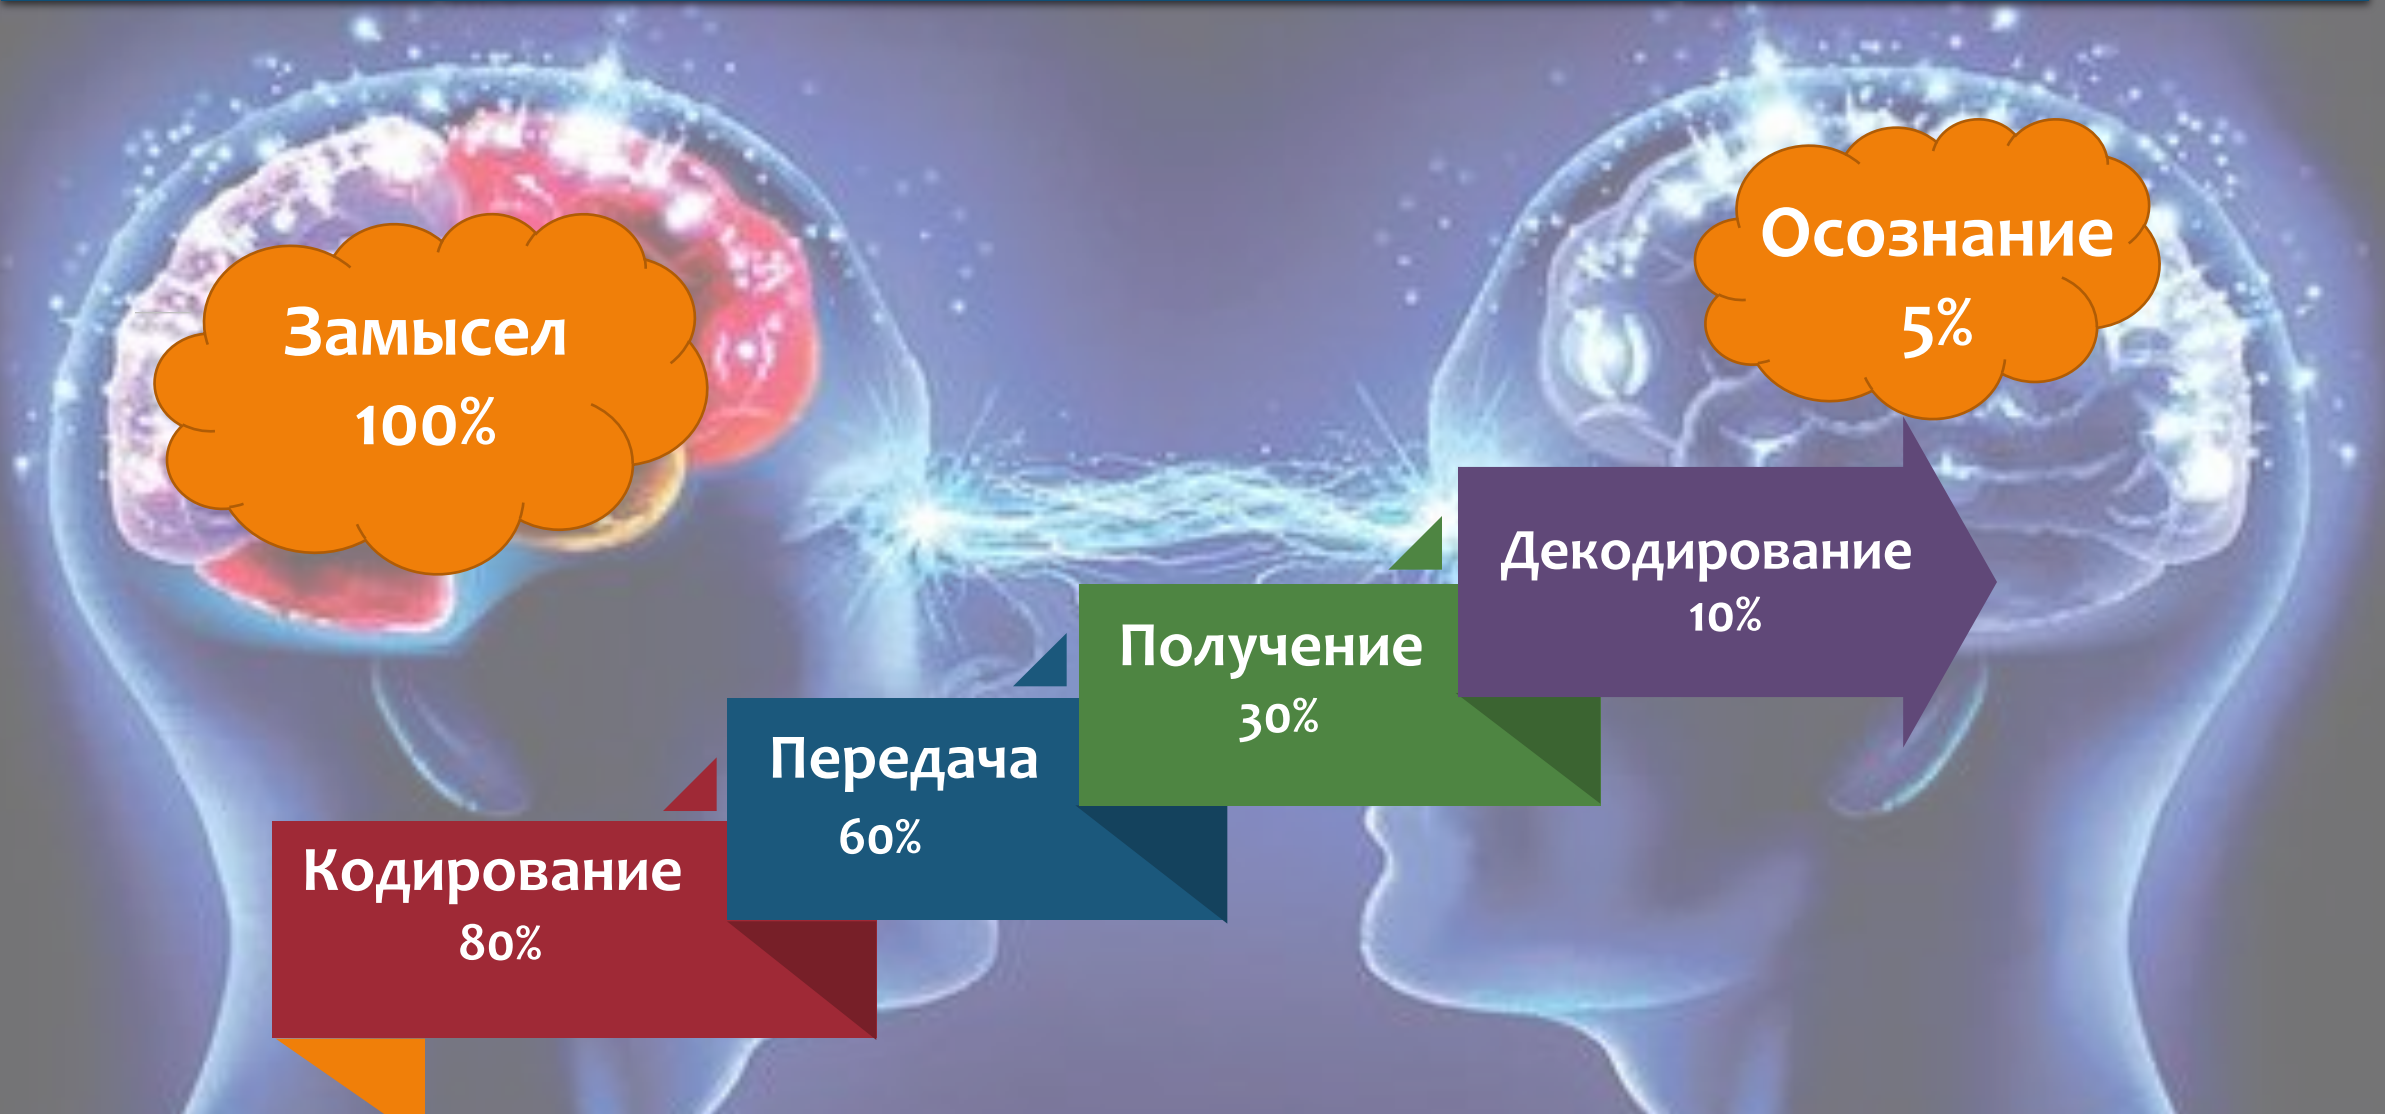 Замысел
100%
Кодирование
80%
Передача
60%
Получение
30%
Декодирование
10%
Осознание
5%